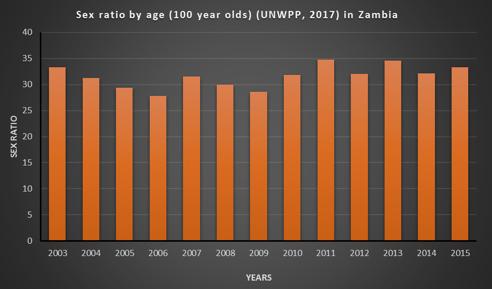 Sex ratio by age (100 year olds) (UNWPP, 2017) in Zambia
40
35
30
25
20
15
10
5
0
SEX RATIO
2003 2004 2005 2006 2007 2008 2009 2010 2011 2012 2013 2014 2015
YEARS